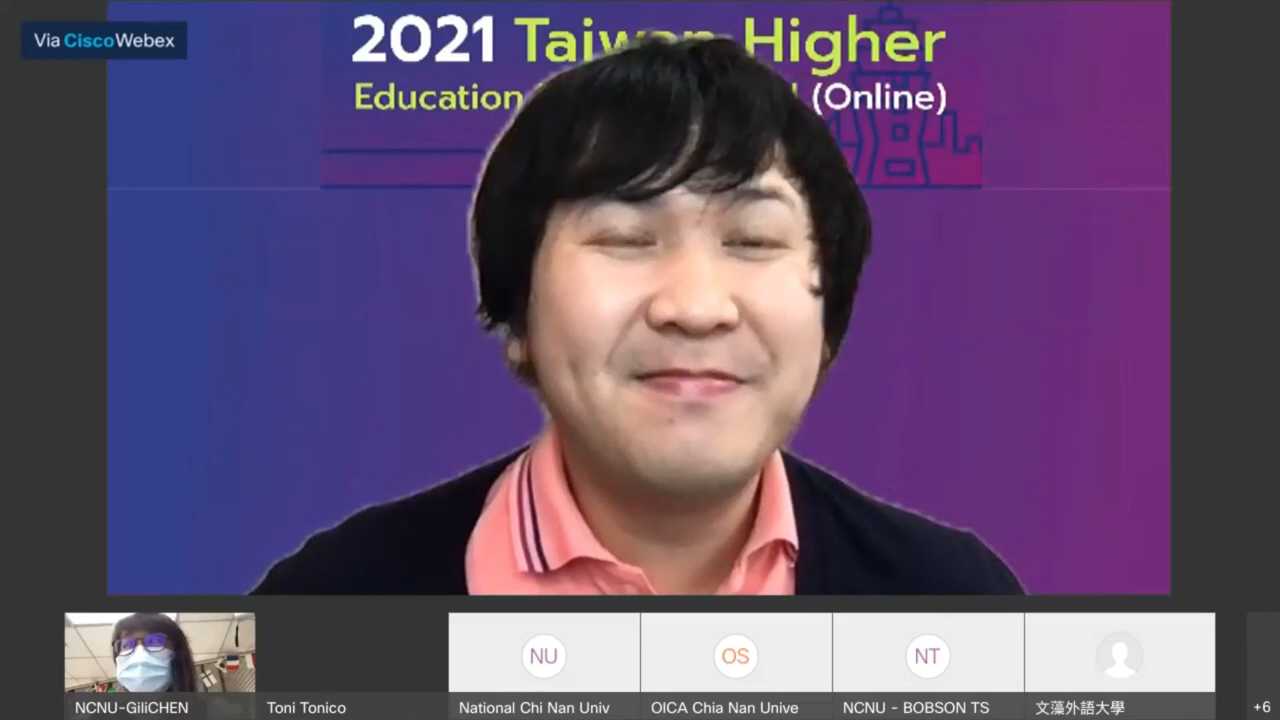 Via CiscoWebex
2021 Taiwan Higher
Education (Online)
NU
OS
NT
NCNU-GiliCHEN
Toni Tonico
National Chi Nan Univ
OICA Chia Nan Unive
NCNU - BOBSON TS
文藻外語大學
+6